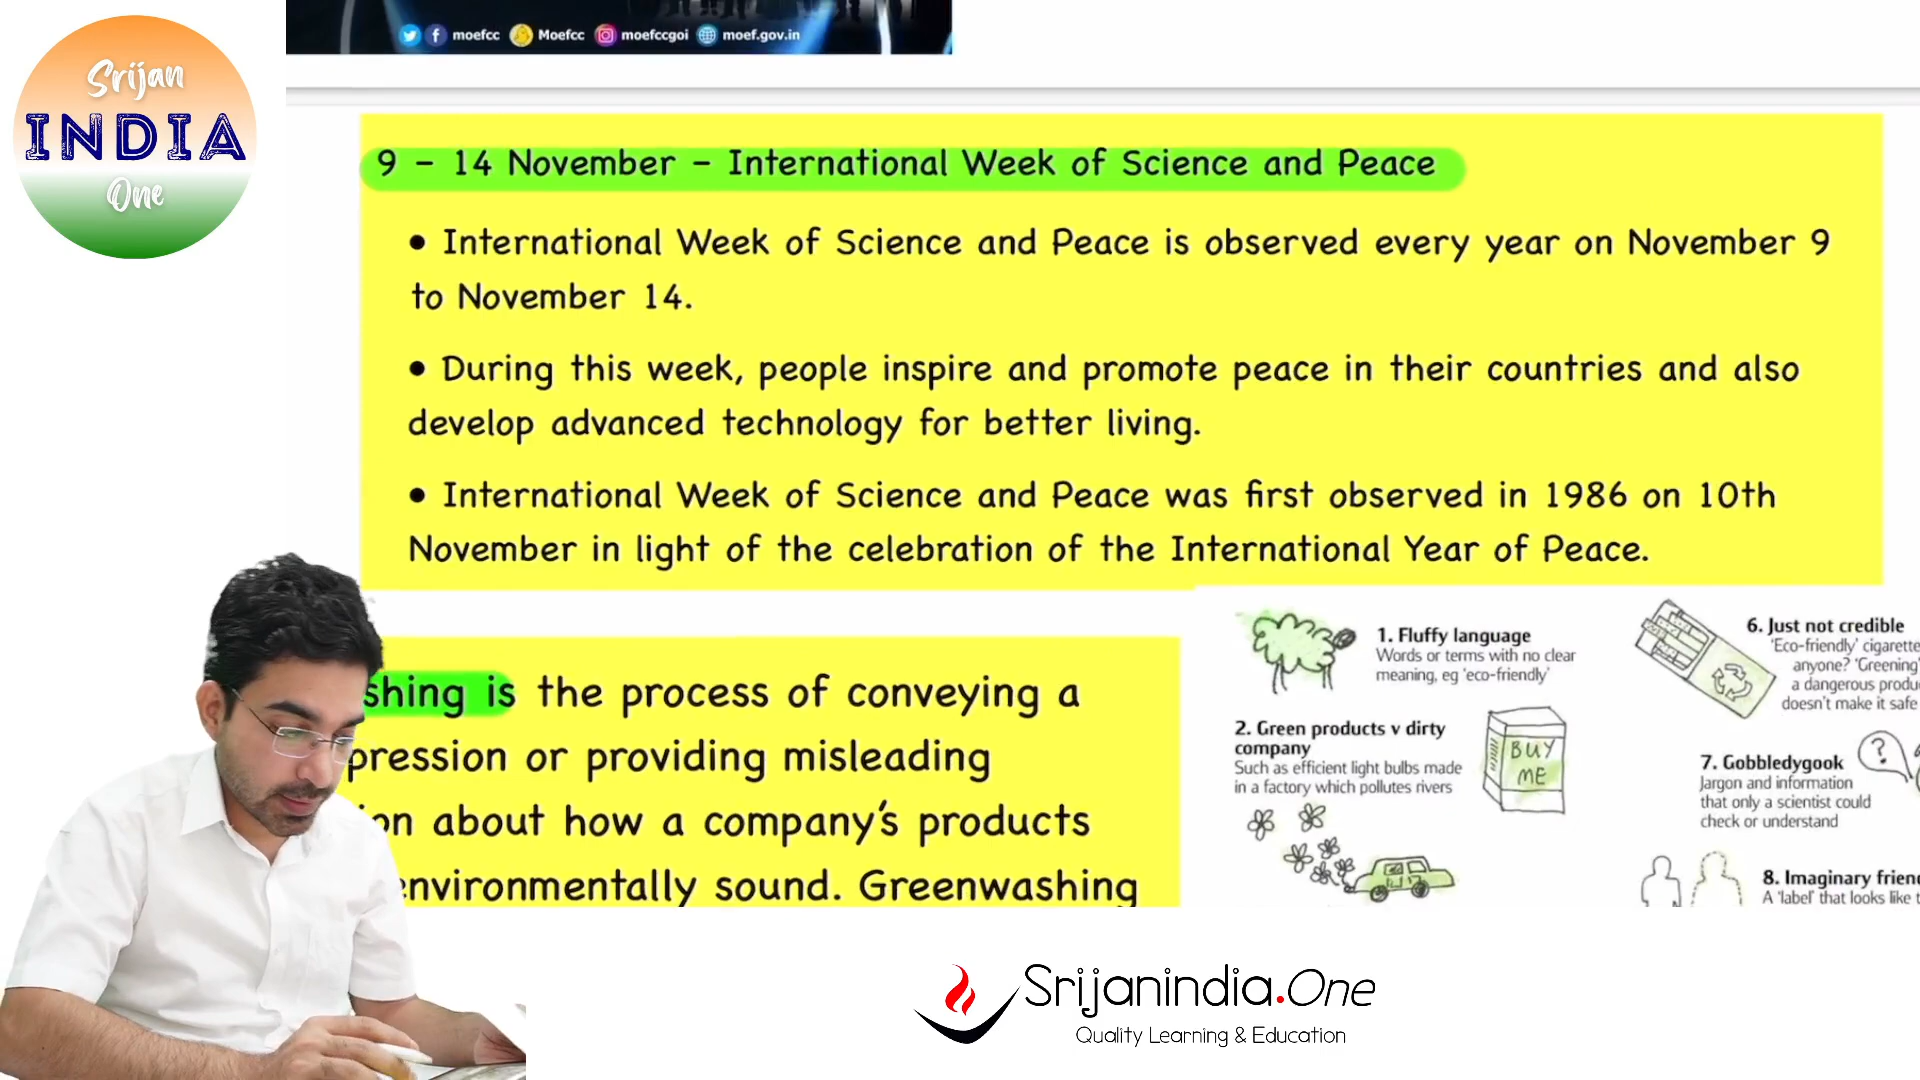 Srijan
INDIA
One
moefcc Moefcc moefccgoi moef.gov.in
9 – 14 November – International Week of Science and Peace
• International Week of Science and Peace is observed every year on November 9
to November 14.
• During this week, people inspire and promote peace in their countries and also
develop advanced technology for better living.
• International Week of Science and Peace was first observed in 1986 on 10th
November in light of the celebration of the International Year of Peace.
shing is the process of conveying a
pression or providing misleading
on about how a company's products
environmentally sound. Greenwashing
1. Fluffy language
Words or terms with no clear
meaning, eg 'eco-friendly'
2. Green products v dirty
company
Such as efficient light bulbs made
in a factory which pollutes rivers
BUY
ME
6. Just not credible
'Eco-friendly' cigarette
anyone? 'Greening'
a dangerous produ
doesn't make it safe
7. Gobbledygook
Jargon and information
that only a scientist could
check or understand
?
8. Imaginary frien
A 'label' that looks like t
Srijanindia.One
Quality Learning & Education